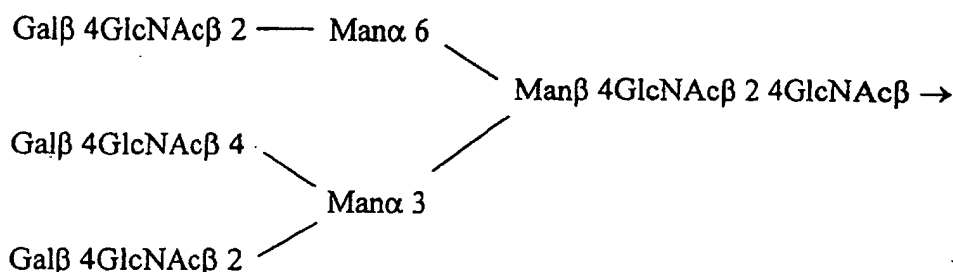 Galβ 4GlcNAcβ 2 — Manα 6
Manβ 4GlcNAcβ 2 4GlcNAcβ →
Galβ 4GlcNAcβ 4
Manα 3
Galβ 4GlcNAcβ 2